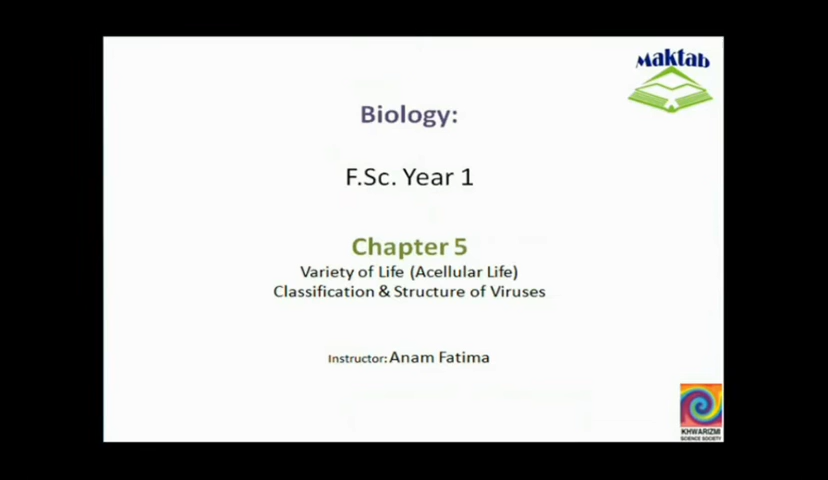 Maktab
Biology:
F.Sc. Year 1
Chapter 5
Variety of Life (Acellular Life)
Classification & Structure of Viruses
Instructor: Anam Fatima
KHWARIZMI
SCIENCE SOCIETY